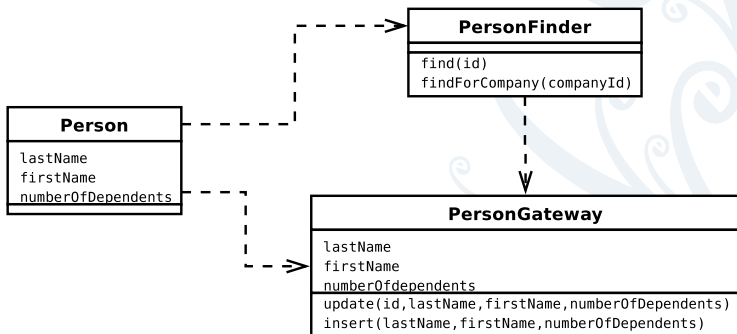 PersonFinder
find(id)
findForCompany(companyId)
Person
lastName
firstName
numberOfDependents
PersonGateway
lastName
firstName
numberOfdependents
update(id,lastName,firstName,numberOfDependents)
insert(lastName,firstName,numberOfDependents)